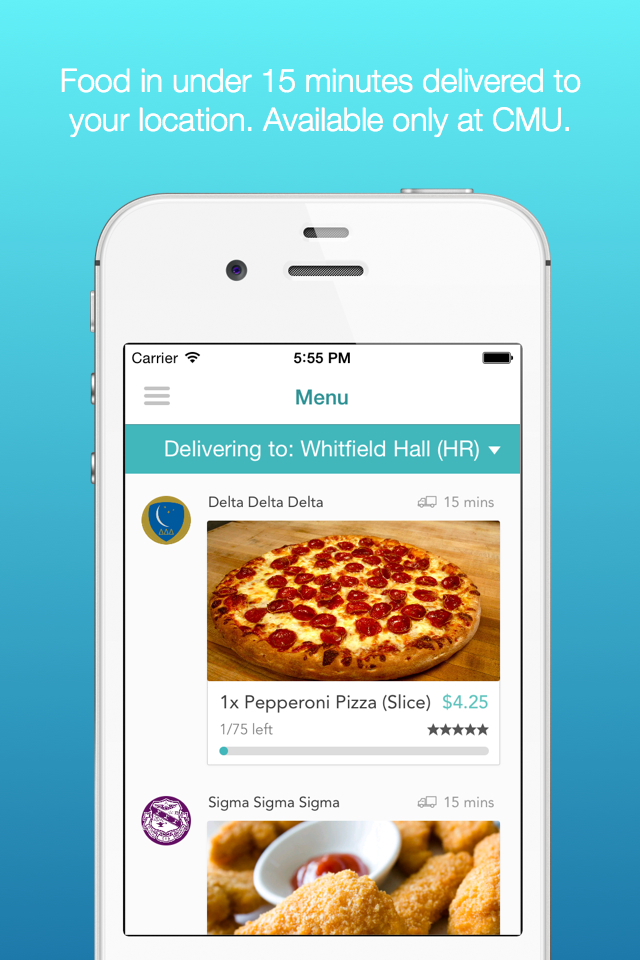 Food in under 15 minutes delivered to
your location. Available only at CMU.
Carrier 5:55 PM
Menu
Delivering to: Whitfield Hall (HR)
Delta Delta Delta 15 mins
ΔΔΔ
1x Pepperoni Pizza (Slice) $4.25
1/75 left
Sigma Sigma Sigma 15 mins